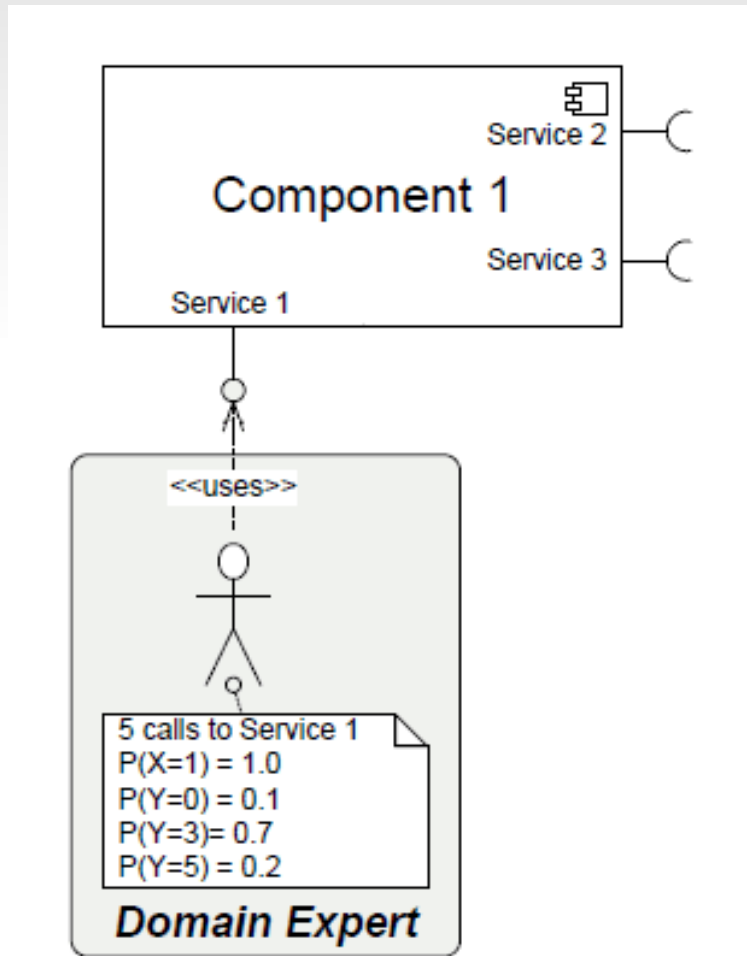 Service 2
Component 1
Service 3
Service 1
<<uses>>
5 calls to Service 1
P(X=1) = 1.0
P(Y=0) = 0.1
P(Y=3)= 0.7
P(Y=5) = 0.2
Domain Expert